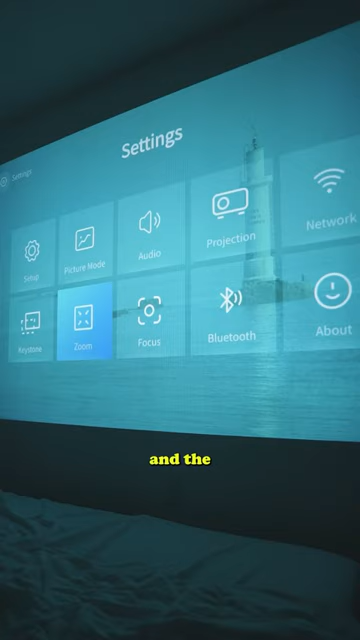 Settings
Settings
Setup
Picture Mode
Audio
Projection
Network
Keystone
Zoom
Focus
Bluetooth
About
and the